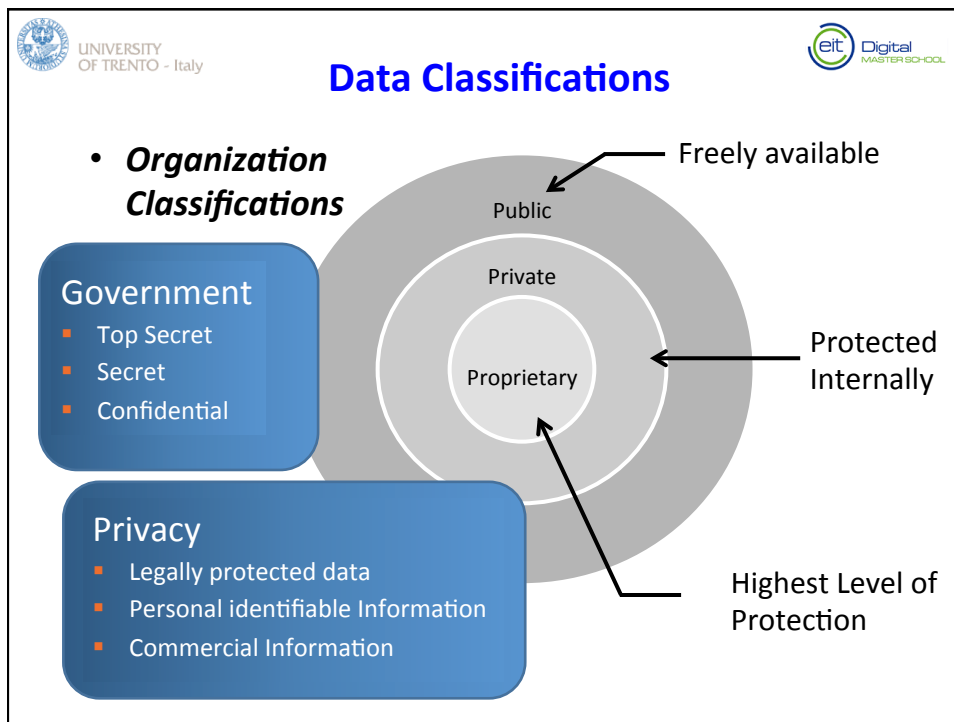 UNIVERSITY
OF TRENTO - Italy
eit Digital
MASTER SCHOOL
Data Classifications
• Organization
Classifications
Freely available
Public
Private
Proprietary
Protected
Internally
Highest Level of
Protection
Government
▪ Top Secret
▪ Secret
▪ Confidential
Privacy
▪ Legally protected data
▪ Personal identifiable Information
▪ Commercial Information